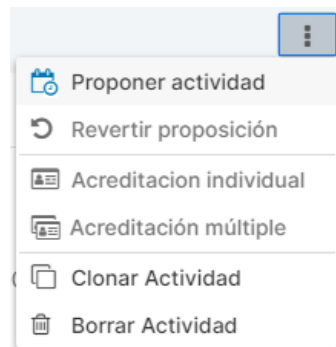 Proponer actividad
Revertir proposición
Acreditacion individual
Acreditación múltiple
Clonar Actividad
Borrar Actividad